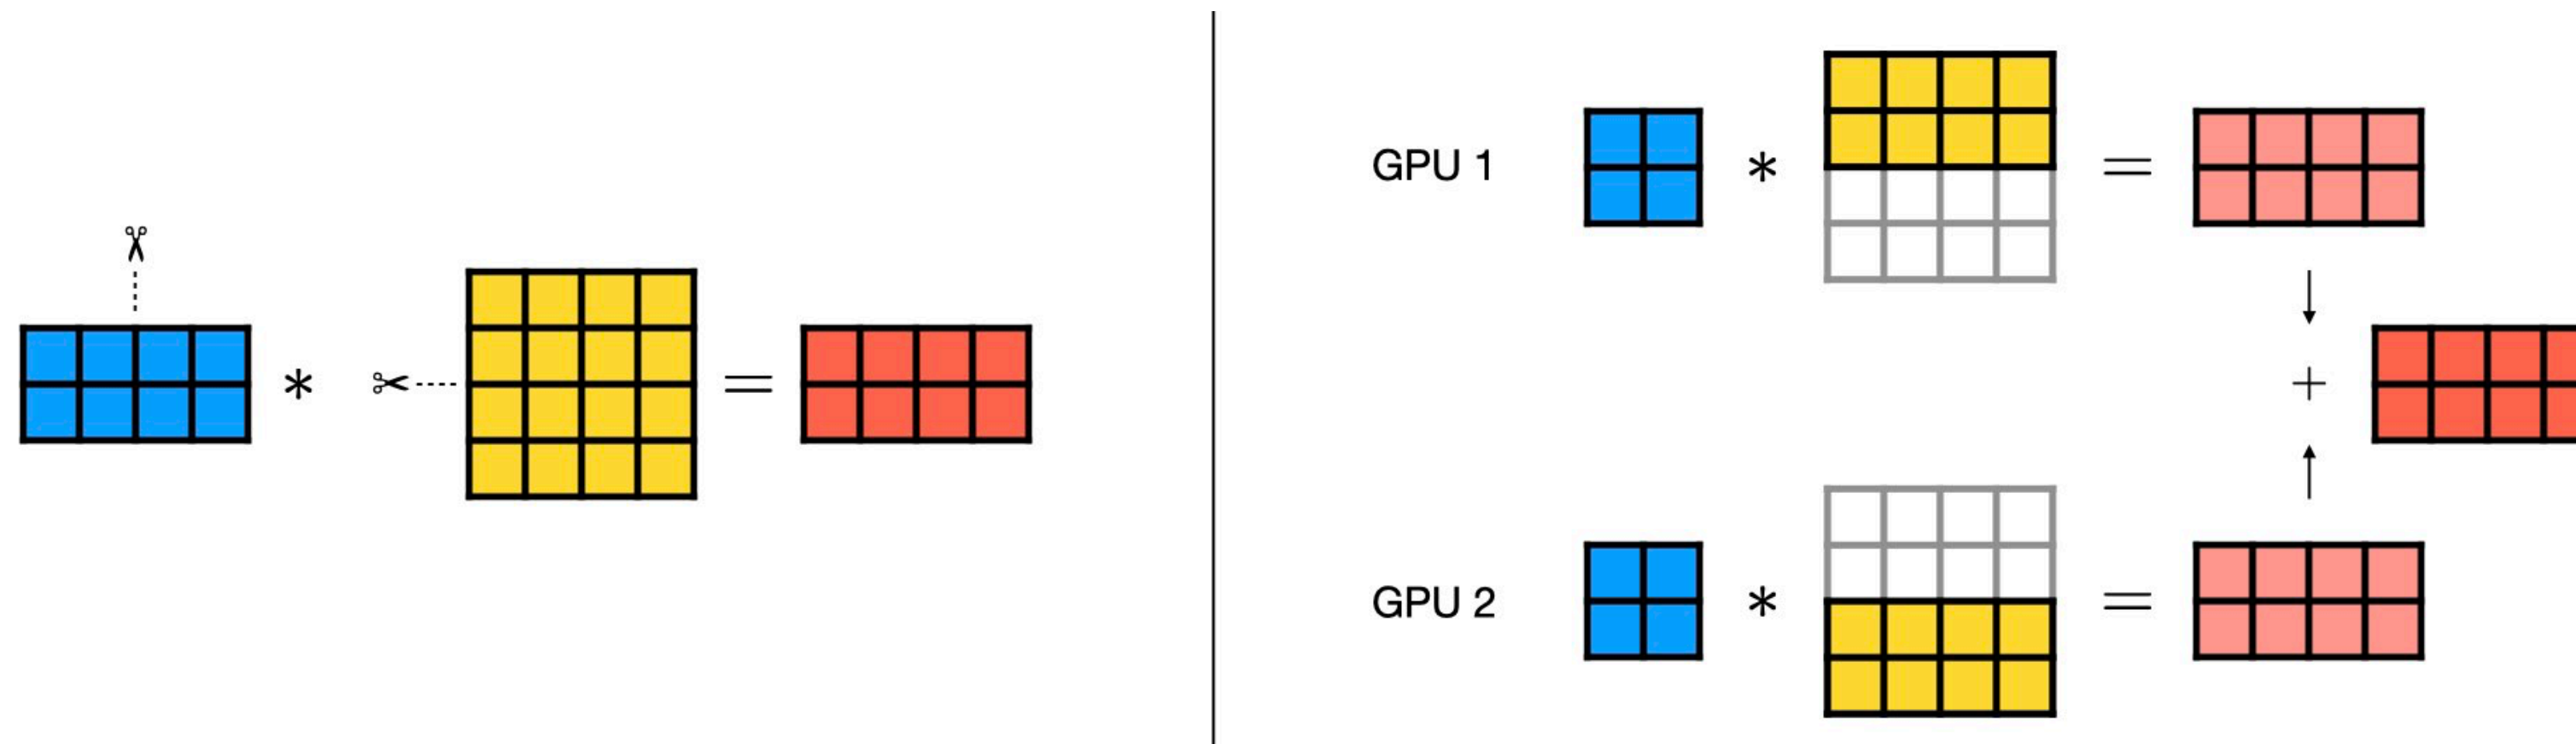 * =
GPU 1 * =
+
GPU 2 * =